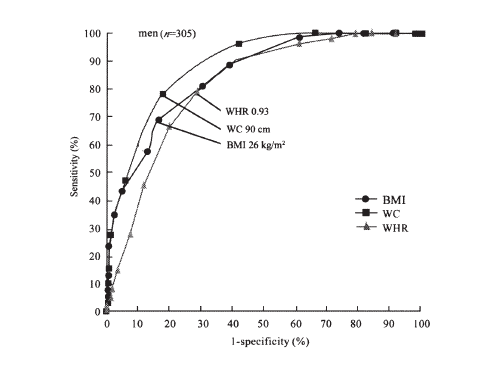 men (n=305)
100
90
80
70
60
50
40
30
20
10
0
Sensitivity (%)
WHR 0.93
WC 90 cm
BMI 26 kg/m²
BMI
WC
WHR
0 10 20 30 40 50 60 70 80 90 100
1-specificity (%)